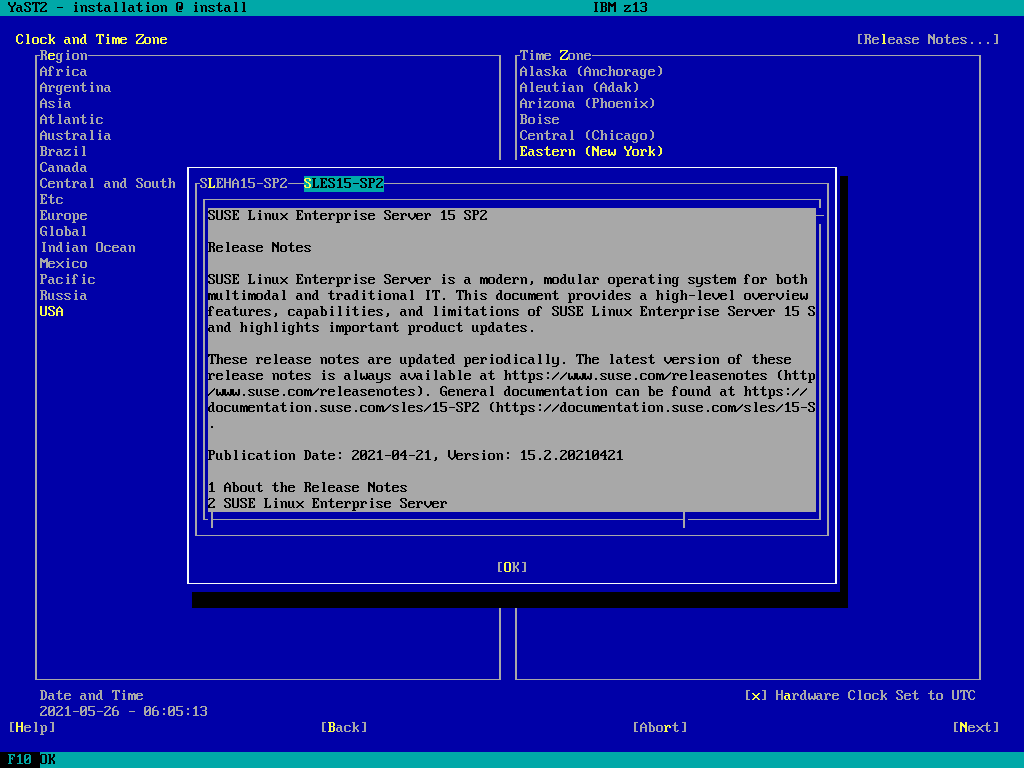 YaST2 - installation @ install IBM z13
Clock and Time Zone [Release Notes...]
Region Time Zone
Africa Alaska (Anchorage)
Argentina Aleutian (Adak)
Asia Arizona (Phoenix)
Atlantic Boise
Australia Central (Chicago)
Brazil Eastern (New York)
Canada
Central and South SLEHA15-SP2 SLES15-SP2
Etc
Europe SUSE Linux Enterprise Server 15 SP2
Global
Indian Ocean Release Notes
Mexico
Pacific SUSE Linux Enterprise Server is a modern, modular operating system for both
Russia multimodal and traditional IT. This document provides a high-level overview
USA features, capabilities, and limitations of SUSE Linux Enterprise Server 15 S
and highlights important product updates.
These release notes are updated periodically. The latest version of these
release notes is always available at https://www.suse.com/releasenotes (http
/www.suse.com/releasenotes). General documentation can be found at https://
documentation.suse.com/sles/15-SP2 (https://documentation.suse.com/sles/15-S
.
Publication Date: 2021-04-21, Version: 15.2.20210421
1 About the Release Notes
2 SUSE Linux Enterprise Server
[OK]
Date and Time [x] Hardware Clock Set to UTC
2021-05-26 - 06:05:13
[Help] [Back] [Abort] [Next]
F10 OK